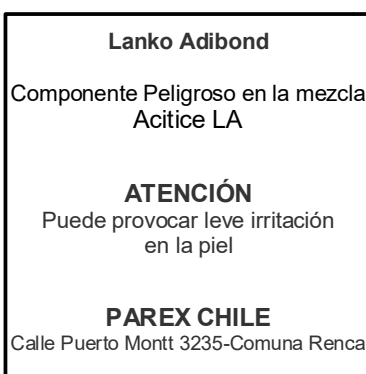 Lanko Adibond
Componente Peligroso en la mezcla
Acitice LA
ATENCIÓN
Puede provocar leve irritación
en la piel
PAREX CHILE
Calle Puerto Montt 3235-Comuna Renca